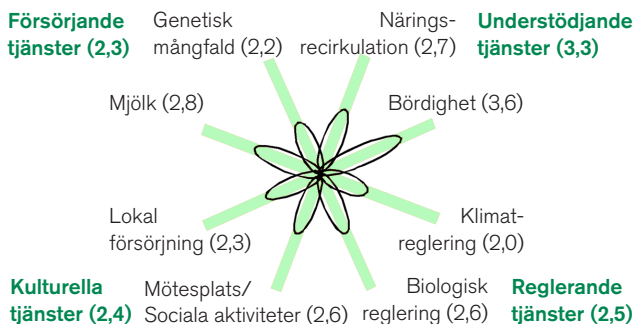 Försörjande
tjänster (2,3)
Genetisk
mångfald (2,2)
Närings-
recirkulation (2,7)
Understödjande
tjänster (3,3)
Mjölk (2,8)
Bördighet (3,6)
Lokal
försörjning (2,3)
Klimat-
reglering (2,0)
Kulturella
tjänster (2,4)
Mötesplats/
Sociala aktiviteter (2,6)
Biologisk
reglering (2,6)
Reglerande
tjänster (2,5)